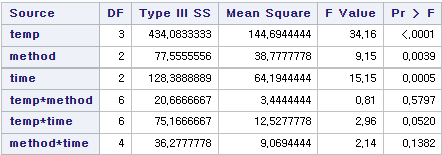 Source DF Type III SS Mean Square F Value Pr > F
temp 3 434,0833333 144,6944444 34,16 <,0001
method 2 77,5555556 38,7777778 9,15 0,0039
time 2 128,3888889 64,1944444 15,15 0,0005
temp*method 6 20,6666667 3,4444444 0,81 0,5797
temp*time 6 75,1666667 12,5277778 2,96 0,0520
method*time 4 36,2777778 9,0694444 2,14 0,1382